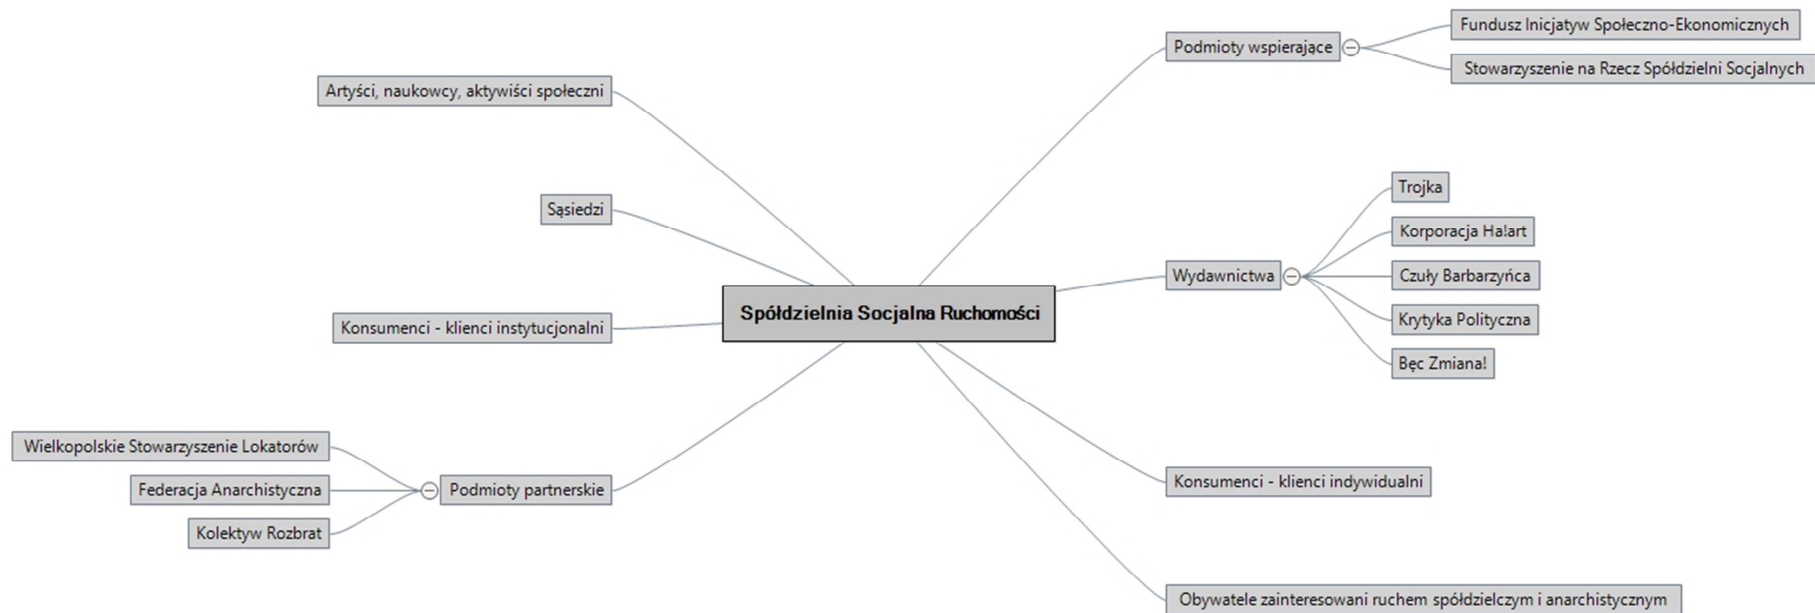 Podmioty wspierające
Fundusz Inicjatyw Społeczno-Ekonomicznych
Stowarzyszenie na Rzecz Spółdzielni Socjalnych
Artyści, naukowcy, aktywiści społeczni
Sąsiedzi
Trojka
Korporacja Ha!art
Wydawnictwa
Czuły Barbarzyńca
Krytyka Polityczna
Bęc Zmiana!
Spółdzielnia Socjalna Ruchomości
Konsumenci - klienci instytucjonalni
Wielkopolskie Stowarzyszenie Lokatorów
Federacja Anarchistyczna
Kolektyw Rozbrat
Podmioty partnerskie
Konsumenci - klienci indywidualni
Obywatele zainteresowani ruchem spółdzielczym i anarchistycznym